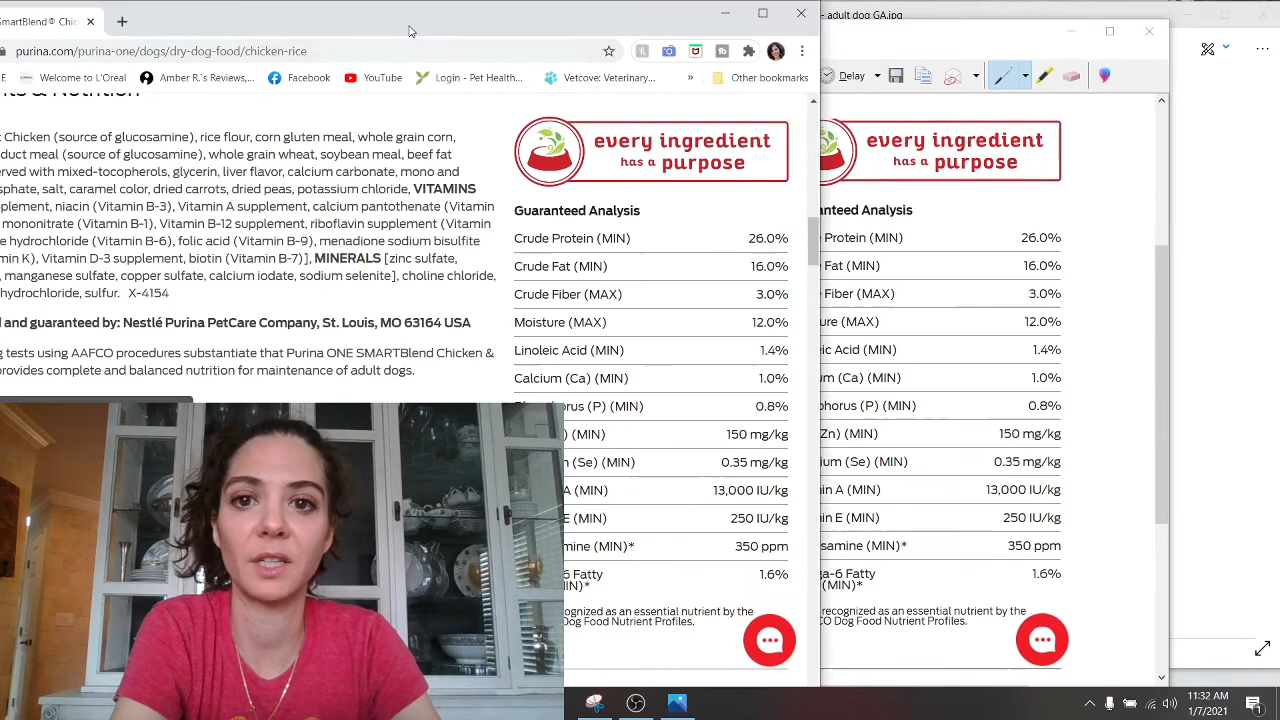 SmartBlend® Chi
- adult dog GA.jpg
purina.com/purina-one/dogs/dry-dog-food/chicken-rice
E
Welcome to L'Oreal
Amber R.'s Reviews,...
Facebook
YouTube
Login - Pet Health...
Vetcove: Veterinary...
»
Other bookmarks
Delay
& Nutrition
: Chicken (source of glucosamine), rice flour, corn gluten meal, whole grain corn,
duct meal (source of glucosamine), whole grain wheat, soybean meal, beef fat
erved with mixed-tocopherols, glycerin, liver flavor, calcium carbonate, mono and
sphate, salt, caramel color, dried carrots, dried peas, potassium chloride, VITAMINS
pplement, niacin (Vitamin B-3), Vitamin A supplement, calcium pantothenate (Vitamin
mononitrate (Vitamin B-1), Vitamin B-12 supplement, riboflavin supplement (Vitamin
e hydrochloride (Vitamin B-6), folic acid (Vitamin B-9), menadione sodium bisulfite
min K), Vitamin D-3 supplement, biotin (Vitamin B-7)], MINERALS [zinc sulfate,
, manganese sulfate, copper sulfate, calcium iodate, sodium selenite], choline chloride,
hydrochloride, sulfur. X-4154
d and guaranteed by: Nestlé Purina PetCare Company, St. Louis, MO 63164 USA
g tests using AAFCO procedures substantiate that Purina ONE SMARTBlend Chicken &
provides complete and balanced nutrition for maintenance of adult dogs.
every ingredient
has a purpose
Guaranteed Analysis
Crude Protein (MIN) 26.0%
Crude Fat (MIN) 16.0%
Crude Fiber (MAX) 3.0%
Moisture (MAX) 12.0%
Linoleic Acid (MIN) 1.4%
Calcium (Ca) (MIN) 1.0%
Phosphorus (P) (MIN) 0.8%
) (MIN) 150 mg/kg
n (Se) (MIN) 0.35 mg/kg
A (MIN) 13,000 IU/kg
E (MIN) 250 IU/kg
mine (MIN)* 350 ppm
-6 Fatty 1.6%
MIN)*
ognized as an essential nutrient by the
Dog Food Nutrient Profiles.
every ingredient
has a purpose
anteed Analysis
e Protein (MIN) 26.0%
e Fat (MIN) 16.0%
e Fiber (MAX) 3.0%
ure (MAX) 12.0%
eic Acid (MIN) 1.4%
um (Ca) (MIN) 1.0%
phorus (P) (MIN) 0.8%
Zn) (MIN) 150 mg/kg
ium (Se) (MIN) 0.35 mg/kg
in A (MIN) 13,000 IU/kg
in E (MIN) 250 IU/kg
samine (MIN)* 350 ppm
ga-6 Fatty 1.6%
(MIN)*
recognized as an essential nutrient by the
CO Dog Food Nutrient Profiles.
11:32 AM
1/7/2021
1